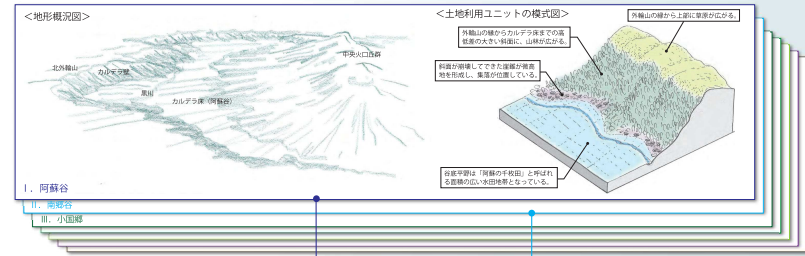 ＜地形概況図＞
北外輪山
カルデラ壁
黒川
カルデラ床（阿蘇谷）
中央火口丘群
Ⅰ．阿蘇谷
＜土地利用ユニットの模式図＞
外輪山の縁から上部に草原が広がる。
外輪山の縁からカルデラ床までの高
低差の大きい斜面に、山林が広がる。
斜面が崩壊してできた崖錐が微高
地を形成し、集落が位置している。
谷底平野は「阿蘇の千枚田」と呼ばれ
る面積の広い水田地帯となっている。
Ⅱ．南郷谷
Ⅲ．小国郷